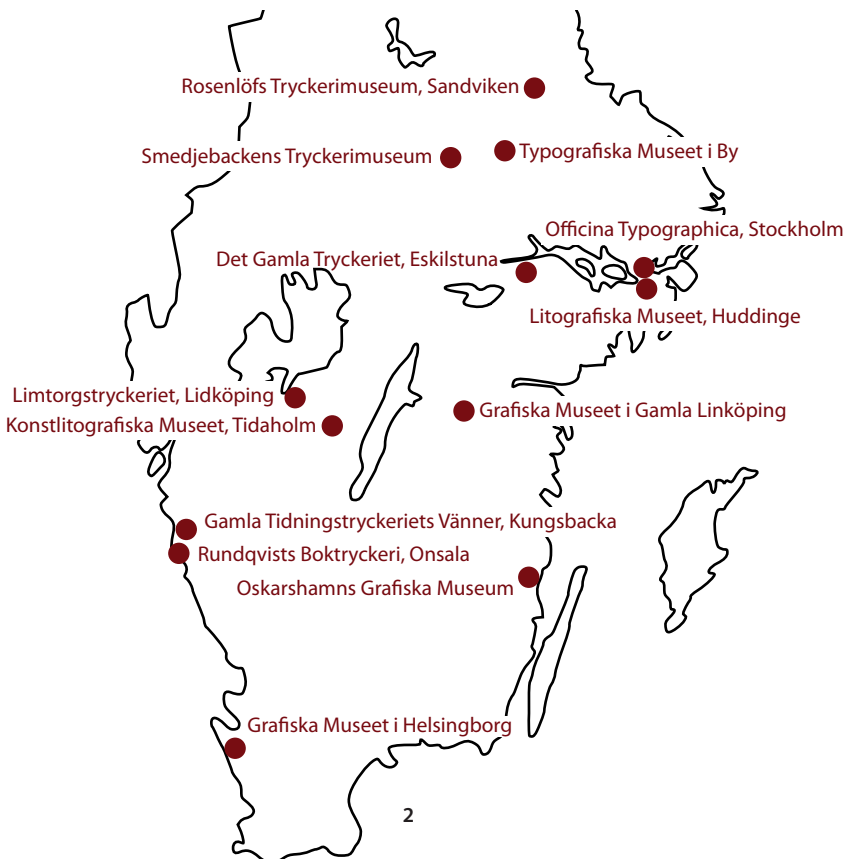 Rosenlöfs Tryckerimuseum, Sandviken
Typografiska Museet i By
Smedjebackens Tryckerimuseum
Officina Typographica, Stockholm
Det Gamla Tryckeriet, Eskilstuna
Litografiska Museet, Huddinge
Limtorgstryckeriet, Lidköping
Grafiska Museet i Gamla Linköping
Konstlitografiska Museet, Tidaholm
Gamla Tidningstryckeriets Vänner, Kungsbacka
Rundqvists Boktryckeri, Onsala
Oskarshamns Grafiska Museum
Grafiska Museet i Helsingborg
2